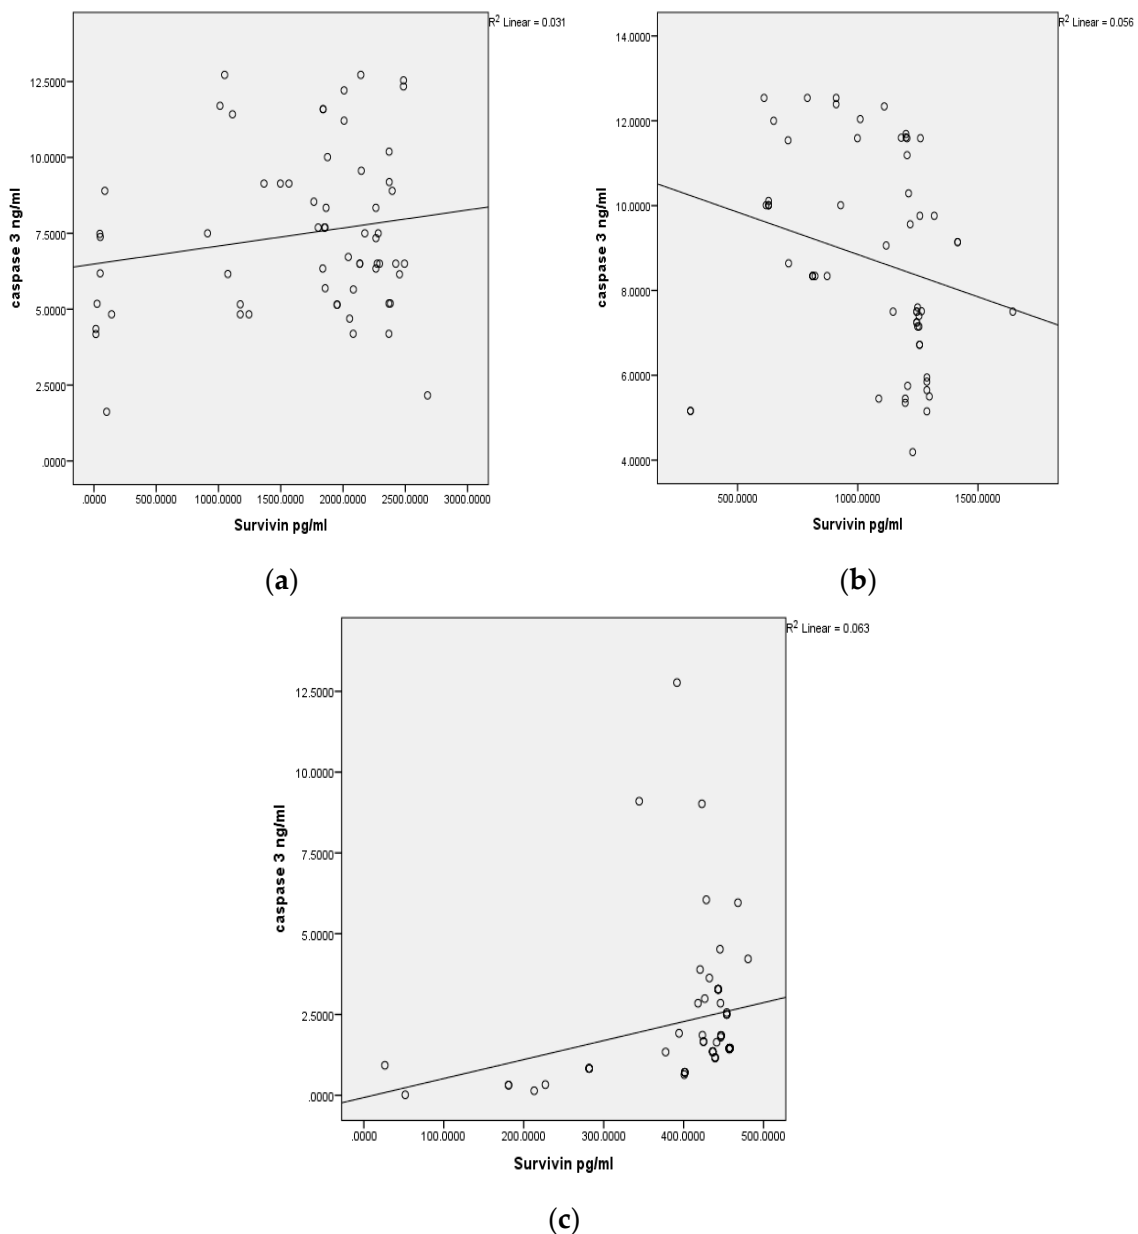 R2 Linear = 0.031
12.5000
10.0000
7.5000
5.0000
2.5000
.0000
caspase 3 ng/ml
.0000 500.0000 1000.0000 1500.0000 2000.0000 2500.0000 3000.0000
Survivin pg/ml
(a)
R2 Linear = 0.056
14.0000
12.0000
10.0000
8.0000
6.0000
4.0000
caspase 3 ng/ml
500.0000 1000.0000 1500.0000
Survivin pg/ml
(b)
R2 Linear = 0.063
12.5000
10.0000
7.5000
5.0000
2.5000
.0000
caspase 3 ng/ml
.0000 100.0000 200.0000 300.0000 400.0000 500.0000
Survivin pg/ml
(c)